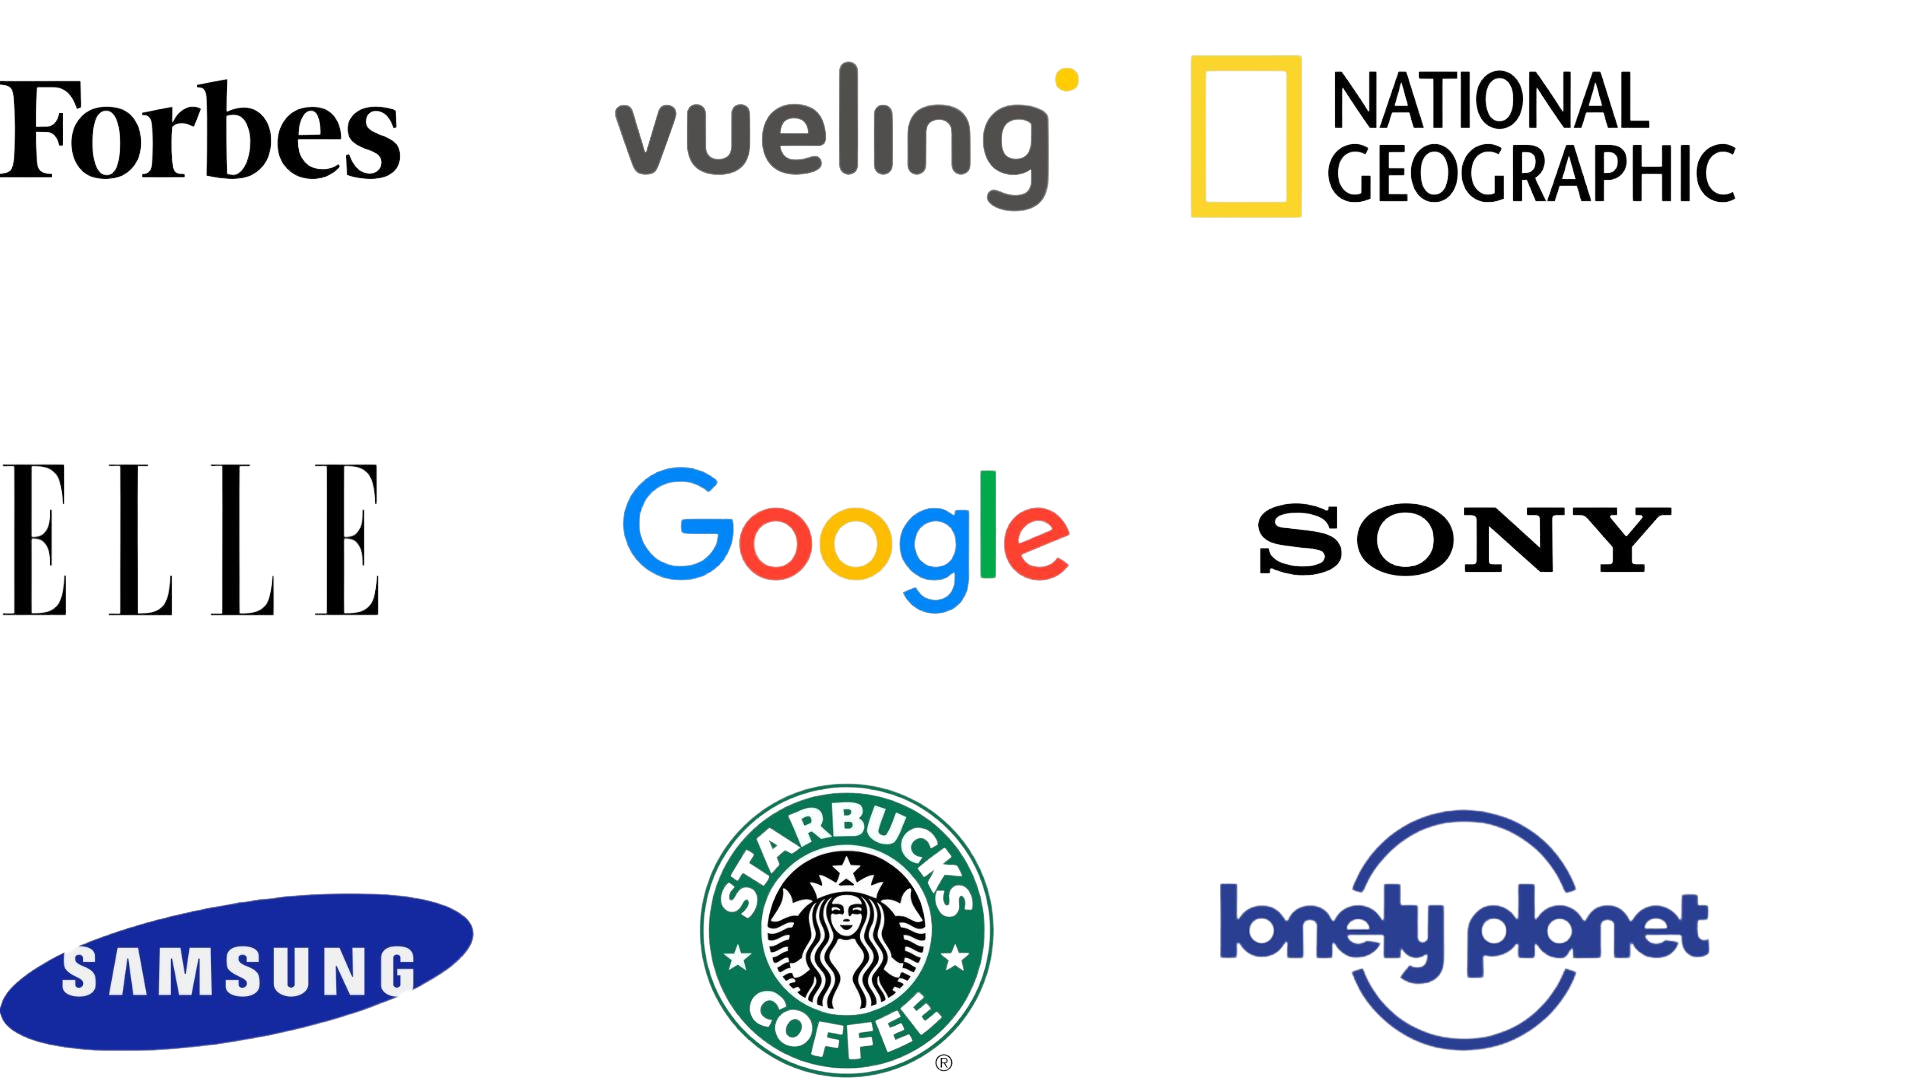 Forbes
vueling
NATIONAL
GEOGRAPHIC
ELLE
Google
SONY
SAMSUNG
STARBUCKS
COFFEE
®
lonely planet